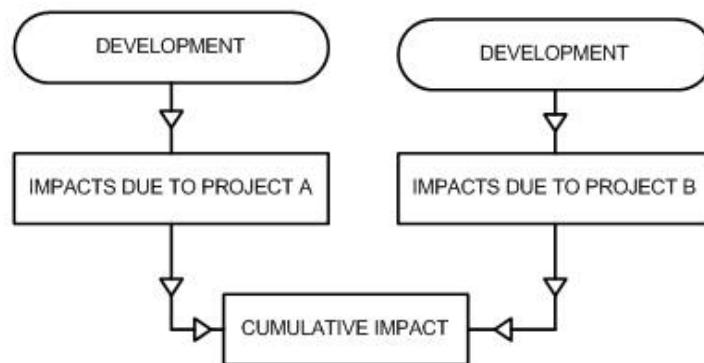 DEVELOPMENT
DEVELOPMENT
IMPACTS DUE TO PROJECT A
IMPACTS DUE TO PROJECT B
CUMULATIVE IMPACT